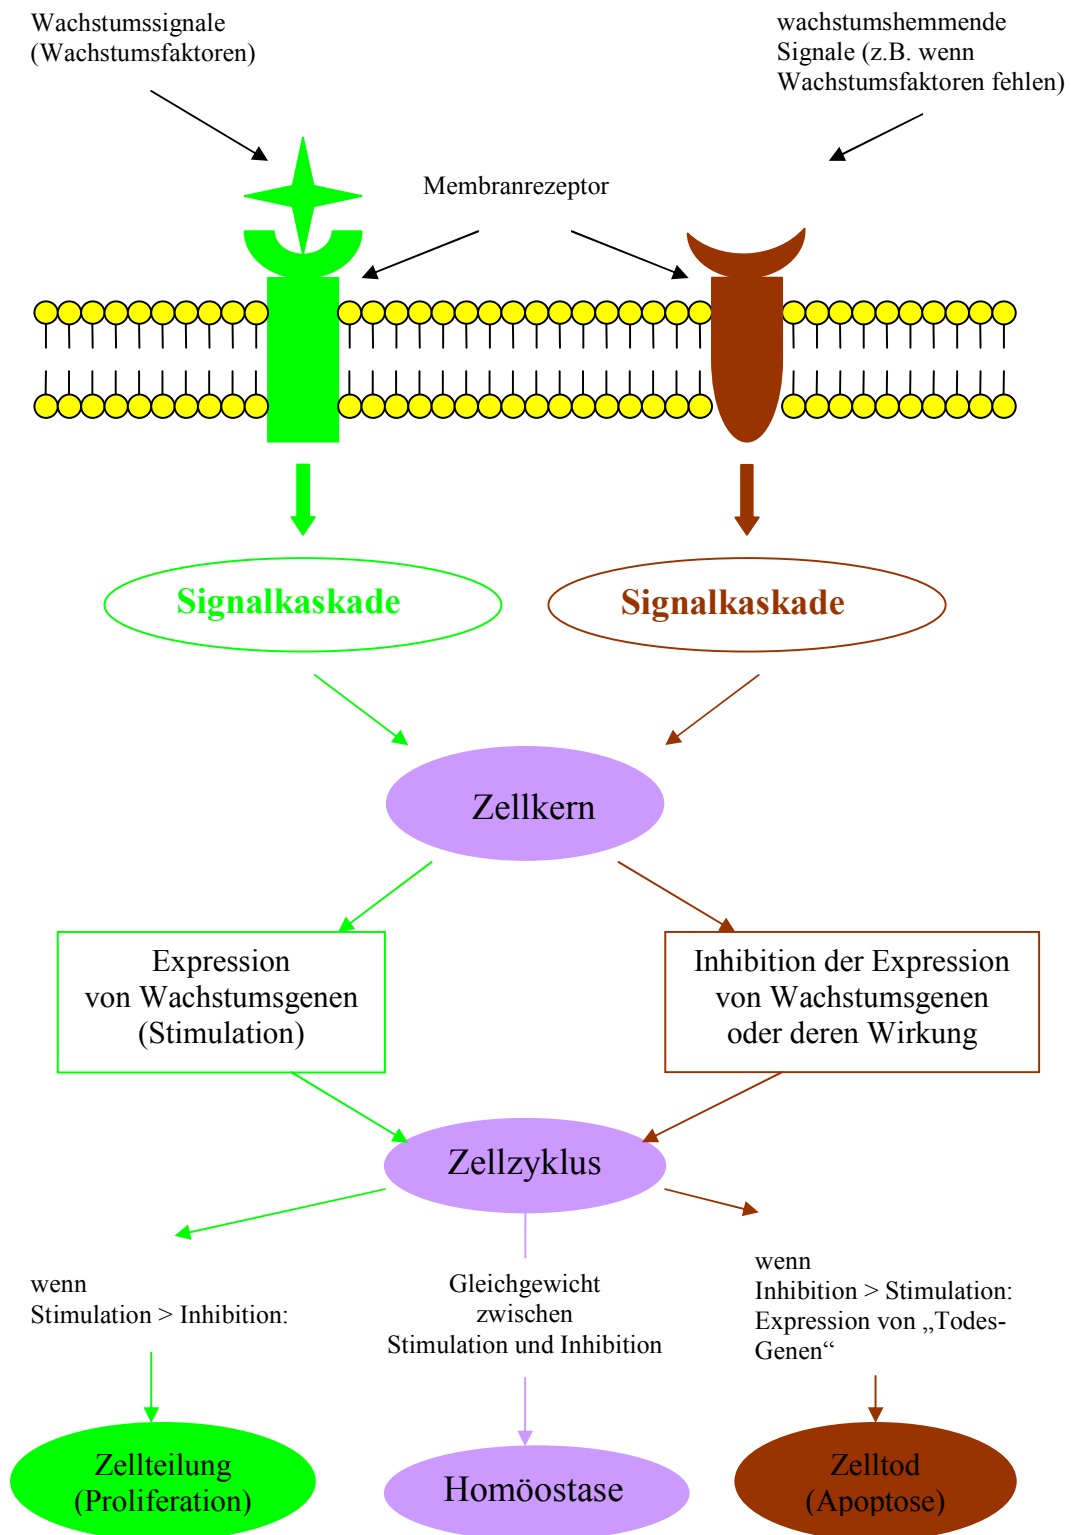 Wachstumssignale
(Wachstumsfaktoren)
wachstumshemmende
Signale (z.B. wenn
Wachstumsfaktoren fehlen)
Membranrezeptor
Signalkaskade
Signalkaskade
Zellkern
Expression
von Wachstumsgenen
(Stimulation)
Inhibition der Expression
von Wachstumsgenen
oder deren Wirkung
Zellzyklus
wenn
Stimulation > Inhibition:
Gleichgewicht
zwischen
Stimulation und Inhibition
wenn
Inhibition > Stimulation:
Expression von „Todes-
Genen“
Zellteilung
(Proliferation)
Homöostase
Zelltod
(Apoptose)